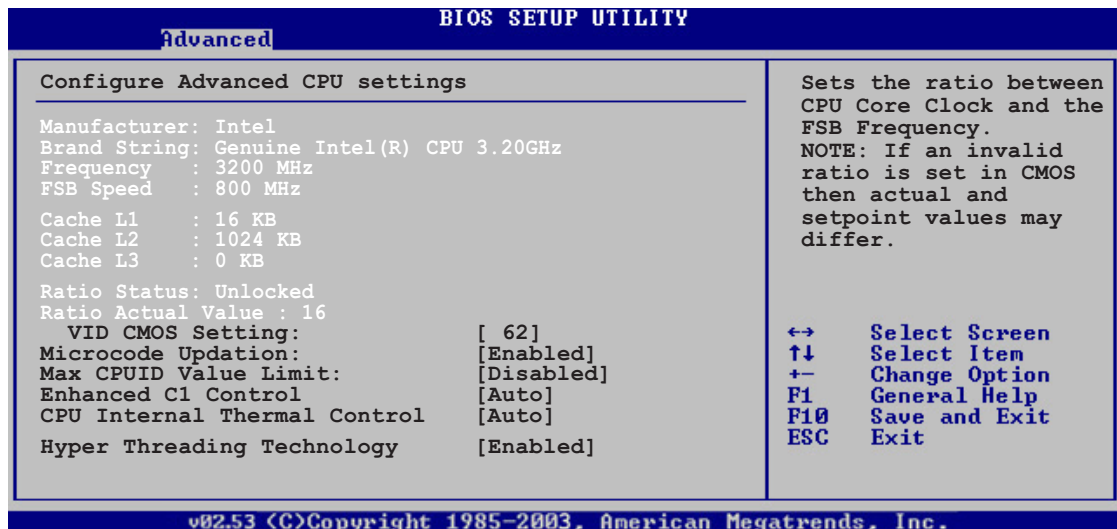 BIOS SETUP UTILITY
Advanced
Configure Advanced CPU settings
Manufacturer: Intel
Brand String: Genuine Intel(R) CPU 3.20GHz
Frequency : 3200 MHz
FSB Speed : 800 MHz
Cache L1 : 16 KB
Cache L2 : 1024 KB
Cache L3 : 0 KB
Ratio Status: Unlocked
Ratio Actual Value : 16
VID CMOS Setting: [ 62]
Microcode Updation: [Enabled]
Max CPUID Value Limit: [Disabled]
Enhanced C1 Control [Auto]
CPU Internal Thermal Control [Auto]
Hyper Threading Technology [Enabled]
Sets the ratio between
CPU Core Clock and the
FSB Frequency.
NOTE: If an invalid
ratio is set in CMOS
then actual and
setpoint values may
differ.
←→ Select Screen
↑↓ Select Item
+- Change Option
F1 General Help
F10 Save and Exit
ESC Exit
v02.53 (C)Copyright 1985-2003, American Megatrends, Inc.